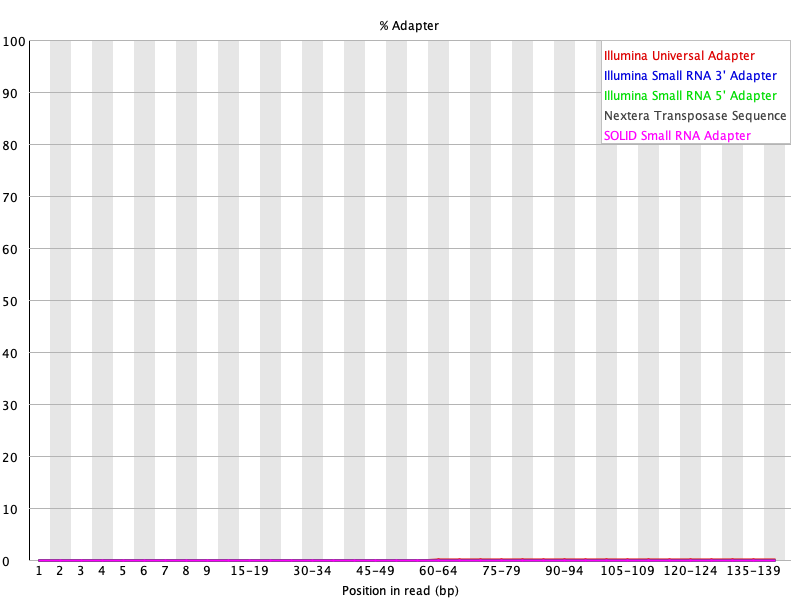 % Adapter
Illumina Universal Adapter
Illumina Small RNA 3' Adapter
Illumina Small RNA 5' Adapter
Nextera Transposase Sequence
SOLID Small RNA Adapter
100
90
80
70
60
50
40
30
20
10
0
1 2 3 4 5 6 7 8 9 15-19 30-34 45-49 60-64 75-79 90-94 105-109 120-124 135-139
Position in read (bp)